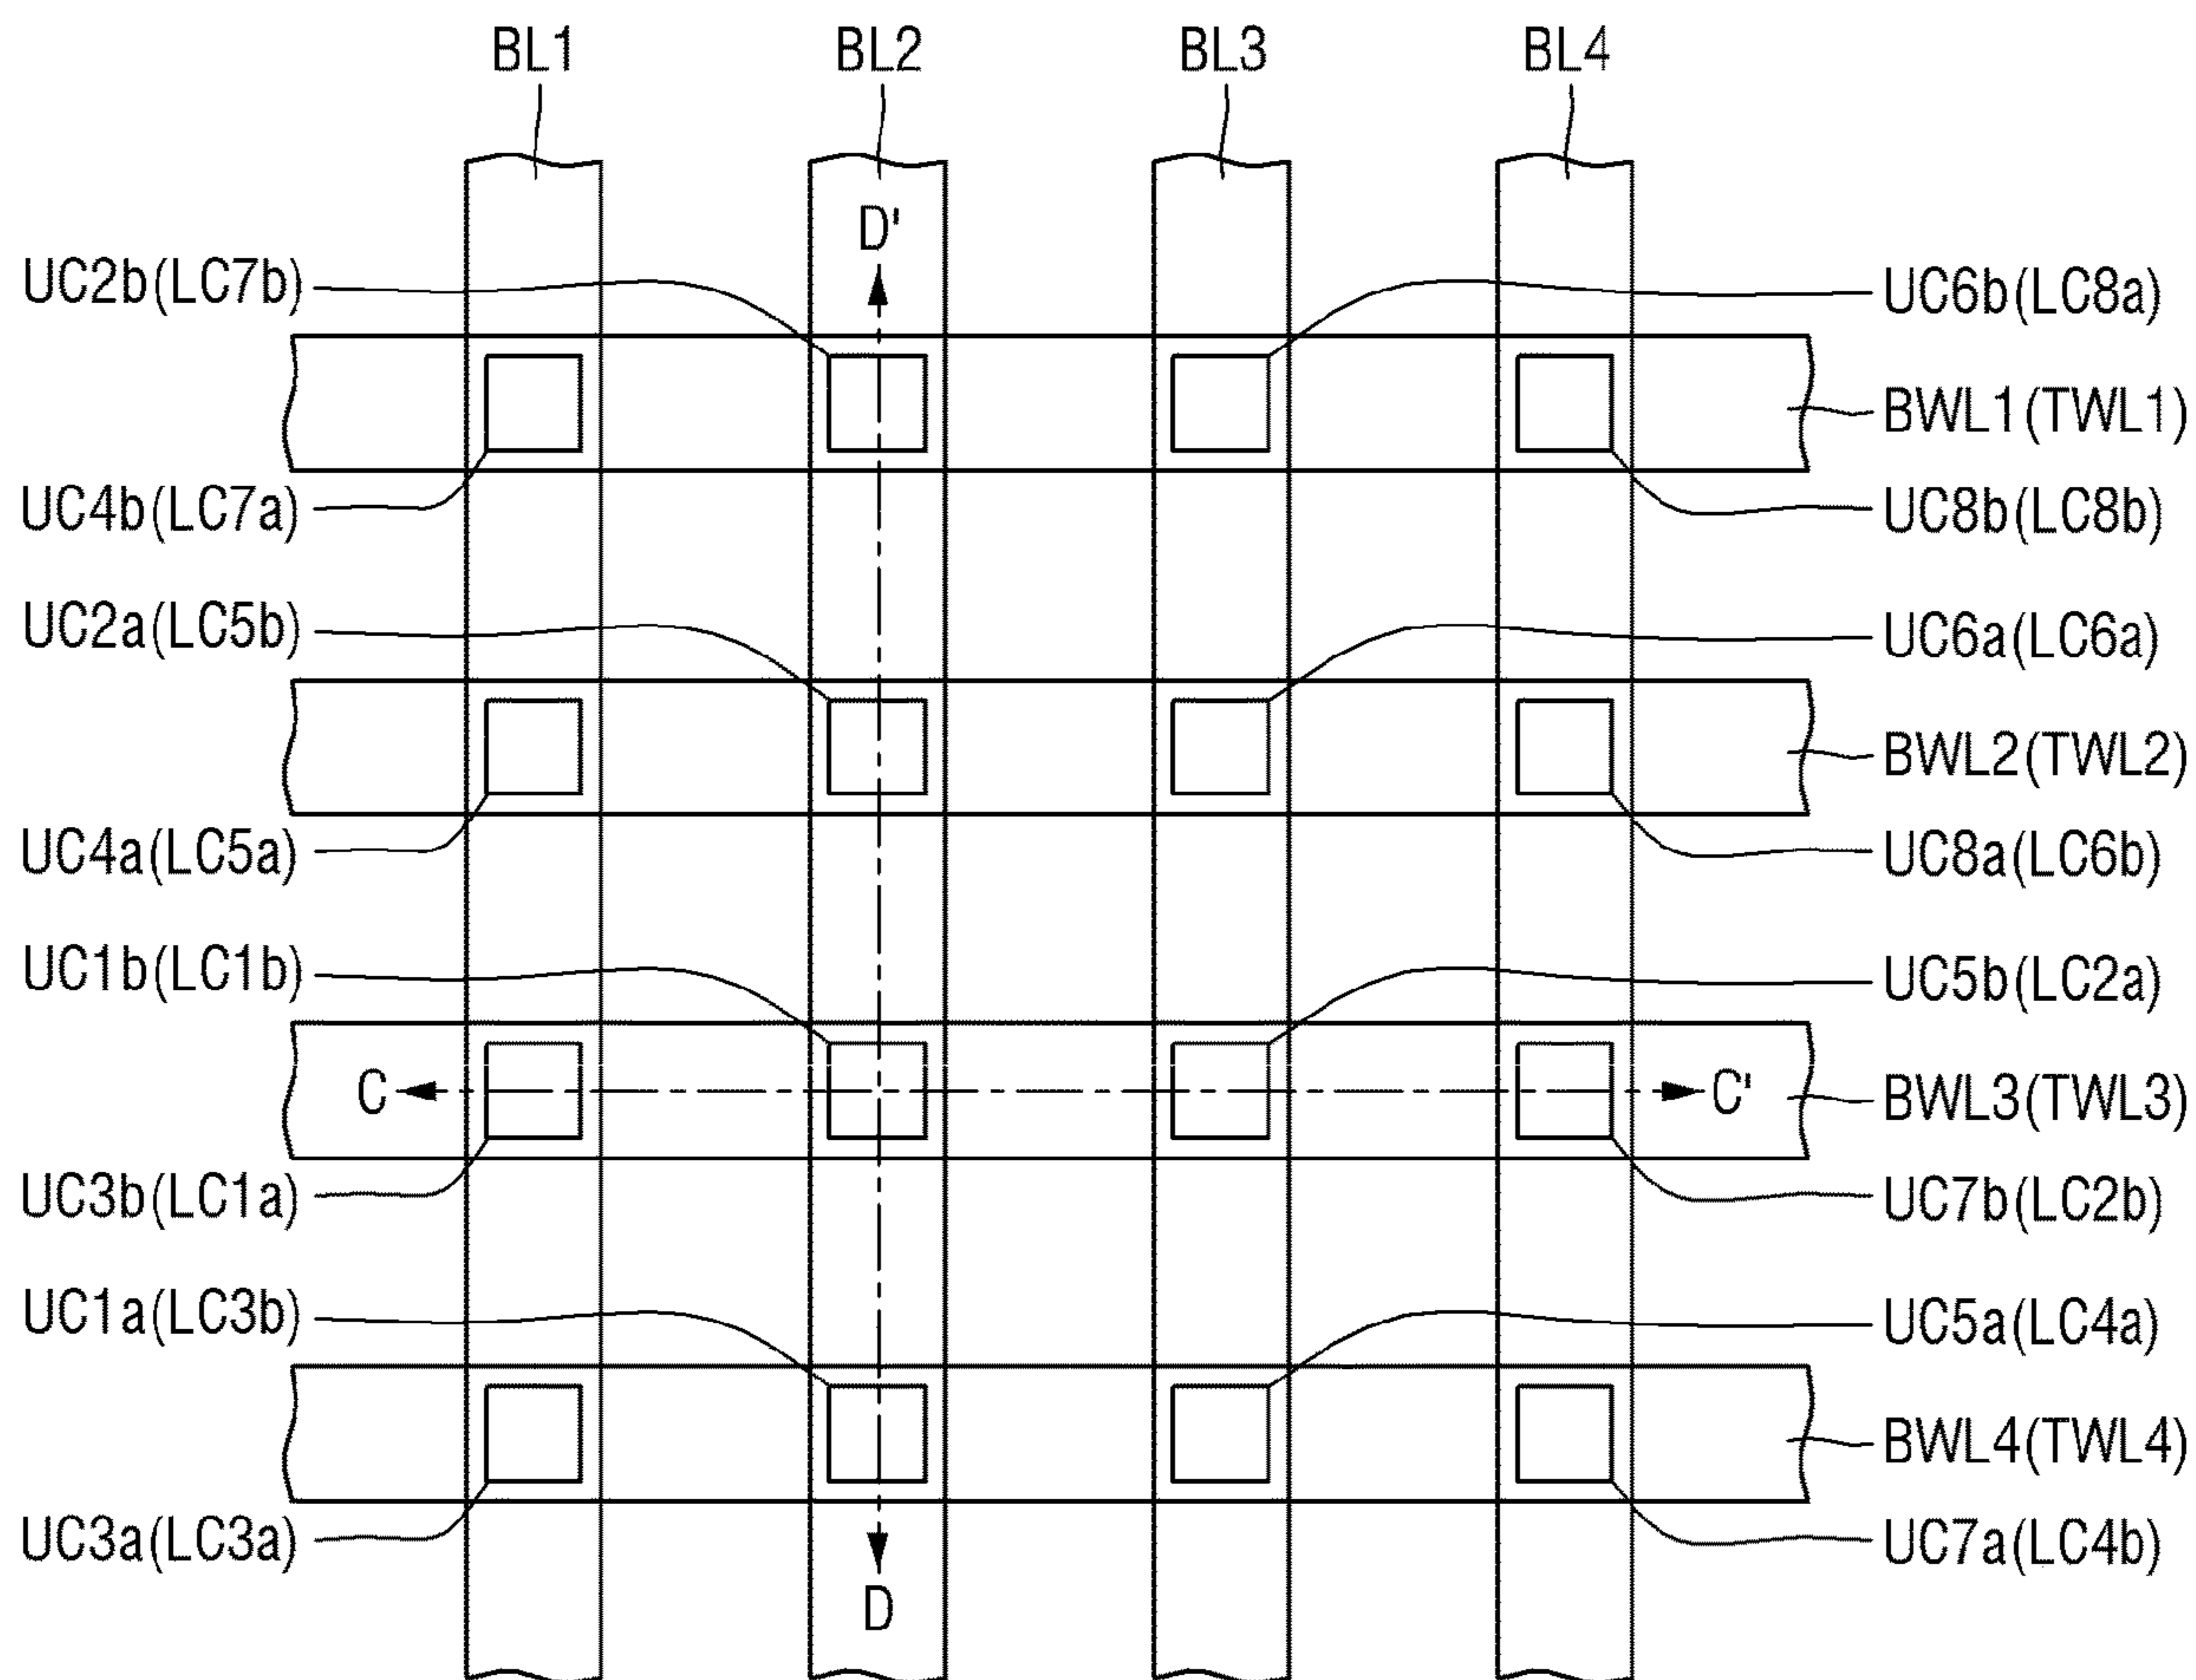 BL1 BL2 BL3 BL4
D'
UC2b(LC7b) UC6b(LC8a)
BWL1(TWL1)
UC4b(LC7a) UC8b(LC8b)
UC2a(LC5b) UC6a(LC6a)
BWL2(TWL2)
UC4a(LC5a) UC8a(LC6b)
UC1b(LC1b) UC5b(LC2a)
C C' BWL3(TWL3)
UC3b(LC1a) UC7b(LC2b)
UC1a(LC3b) UC5a(LC4a)
BWL4(TWL4)
UC3a(LC3a) UC7a(LC4b)
D